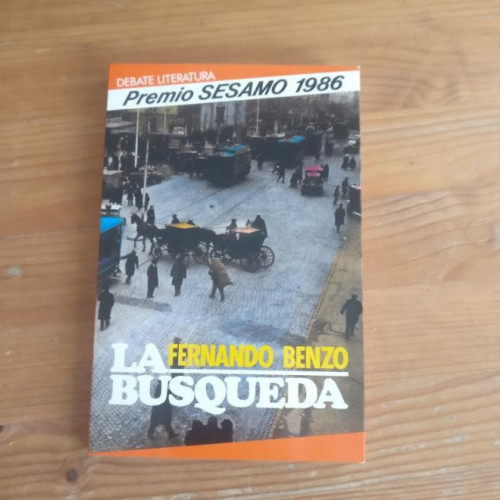 DEBATE LITERATURA
Premio SESAMO 1986
LA FERNANDO BENZO
BUSQUEDA